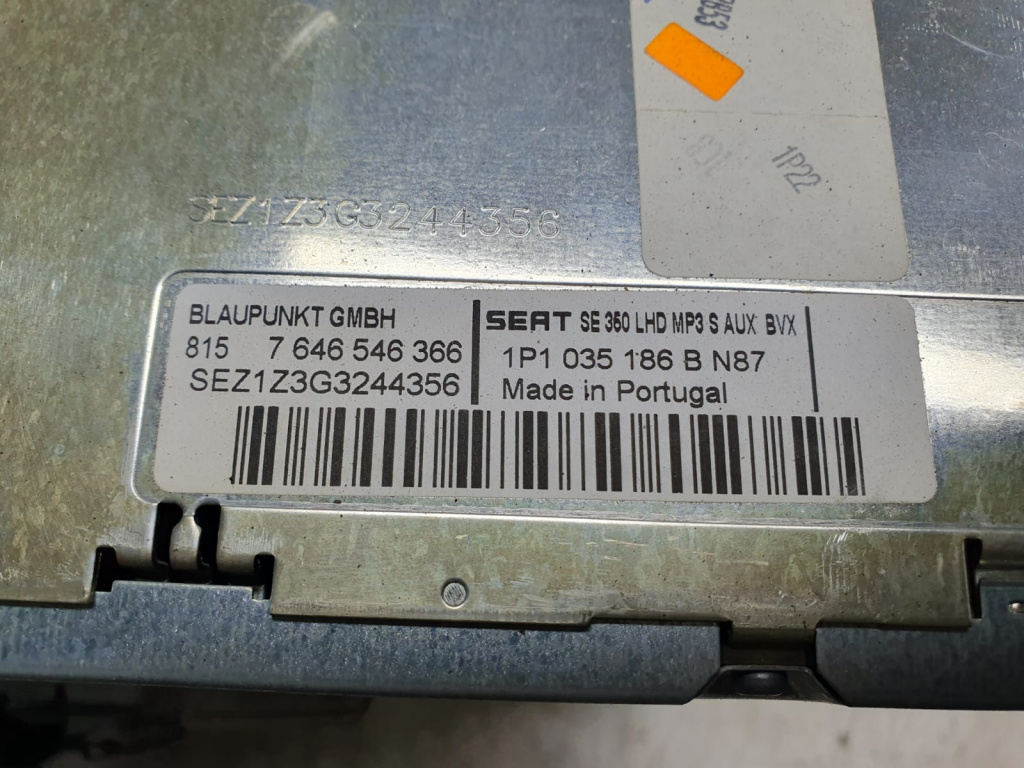 1P22
SEZ1Z3G3244356
BLAUPUNKT GMBH
815 7 646 546 366
SEZ1Z3G3244356
SEAT SE 350 LHD MP3 S AUX BVX
1P1 035 186 B N87
Made in Portugal